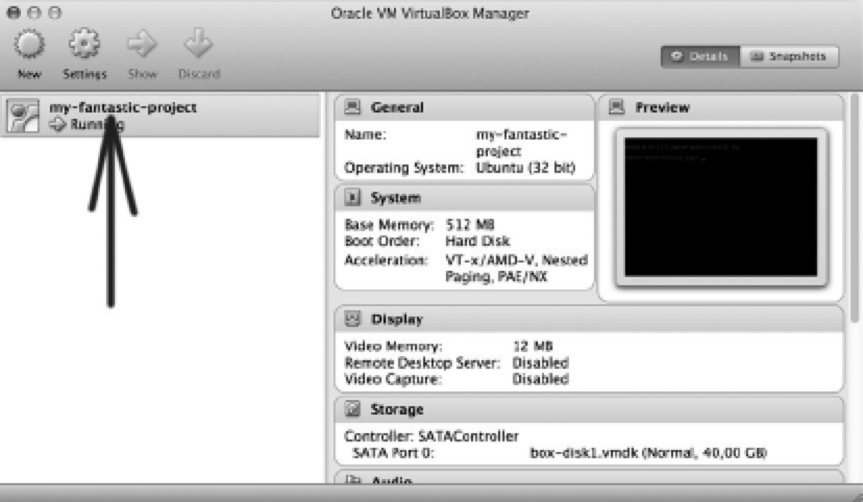 Oracle VM VirtualBox Manager
New Settings Show Discard
Details Snapshots
my-fantastic-project
Running
General
Name: my-fantastic-
project
Operating System: Ubuntu (32 bit)
System
Base Memory: 512 MB
Boot Order: Hard Disk
Acceleration: VT-x/AMD-V, Nested
Paging, PAE/NX
Preview
Display
Video Memory: 12 MB
Remote Desktop Server: Disabled
Video Capture: Disabled
Storage
Controller: SATAController
SATA Port 0: box-disk1.vmdk (Normal, 40,00 GB)
Audio